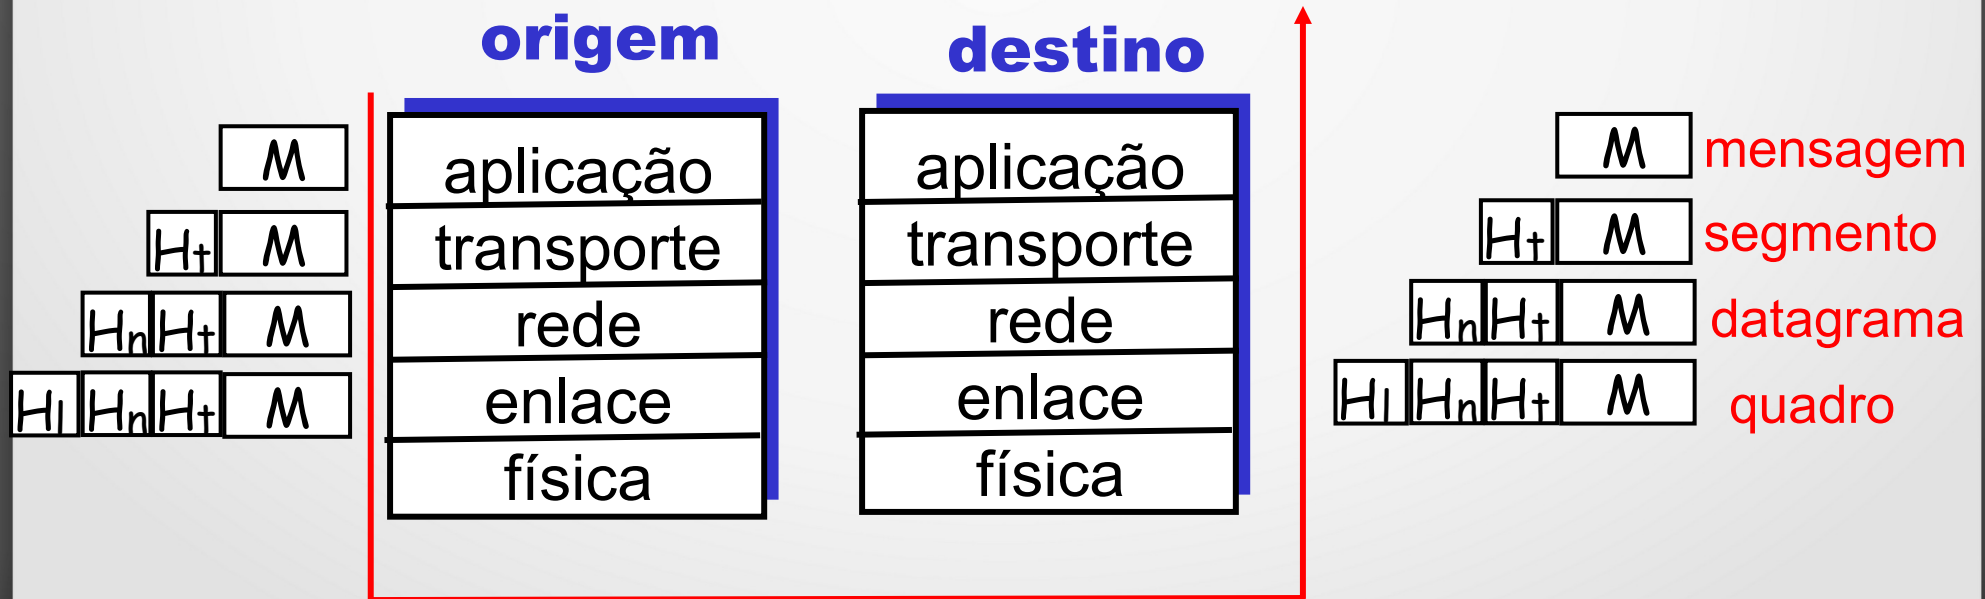 origem
destino
M
Ht M
Hn Ht M
Hl Hn Ht M
aplicação
transporte
rede
enlace
física
aplicação
transporte
rede
enlace
física
M mensagem
Ht M segmento
Hn Ht M datagrama
Hl Hn Ht M quadro